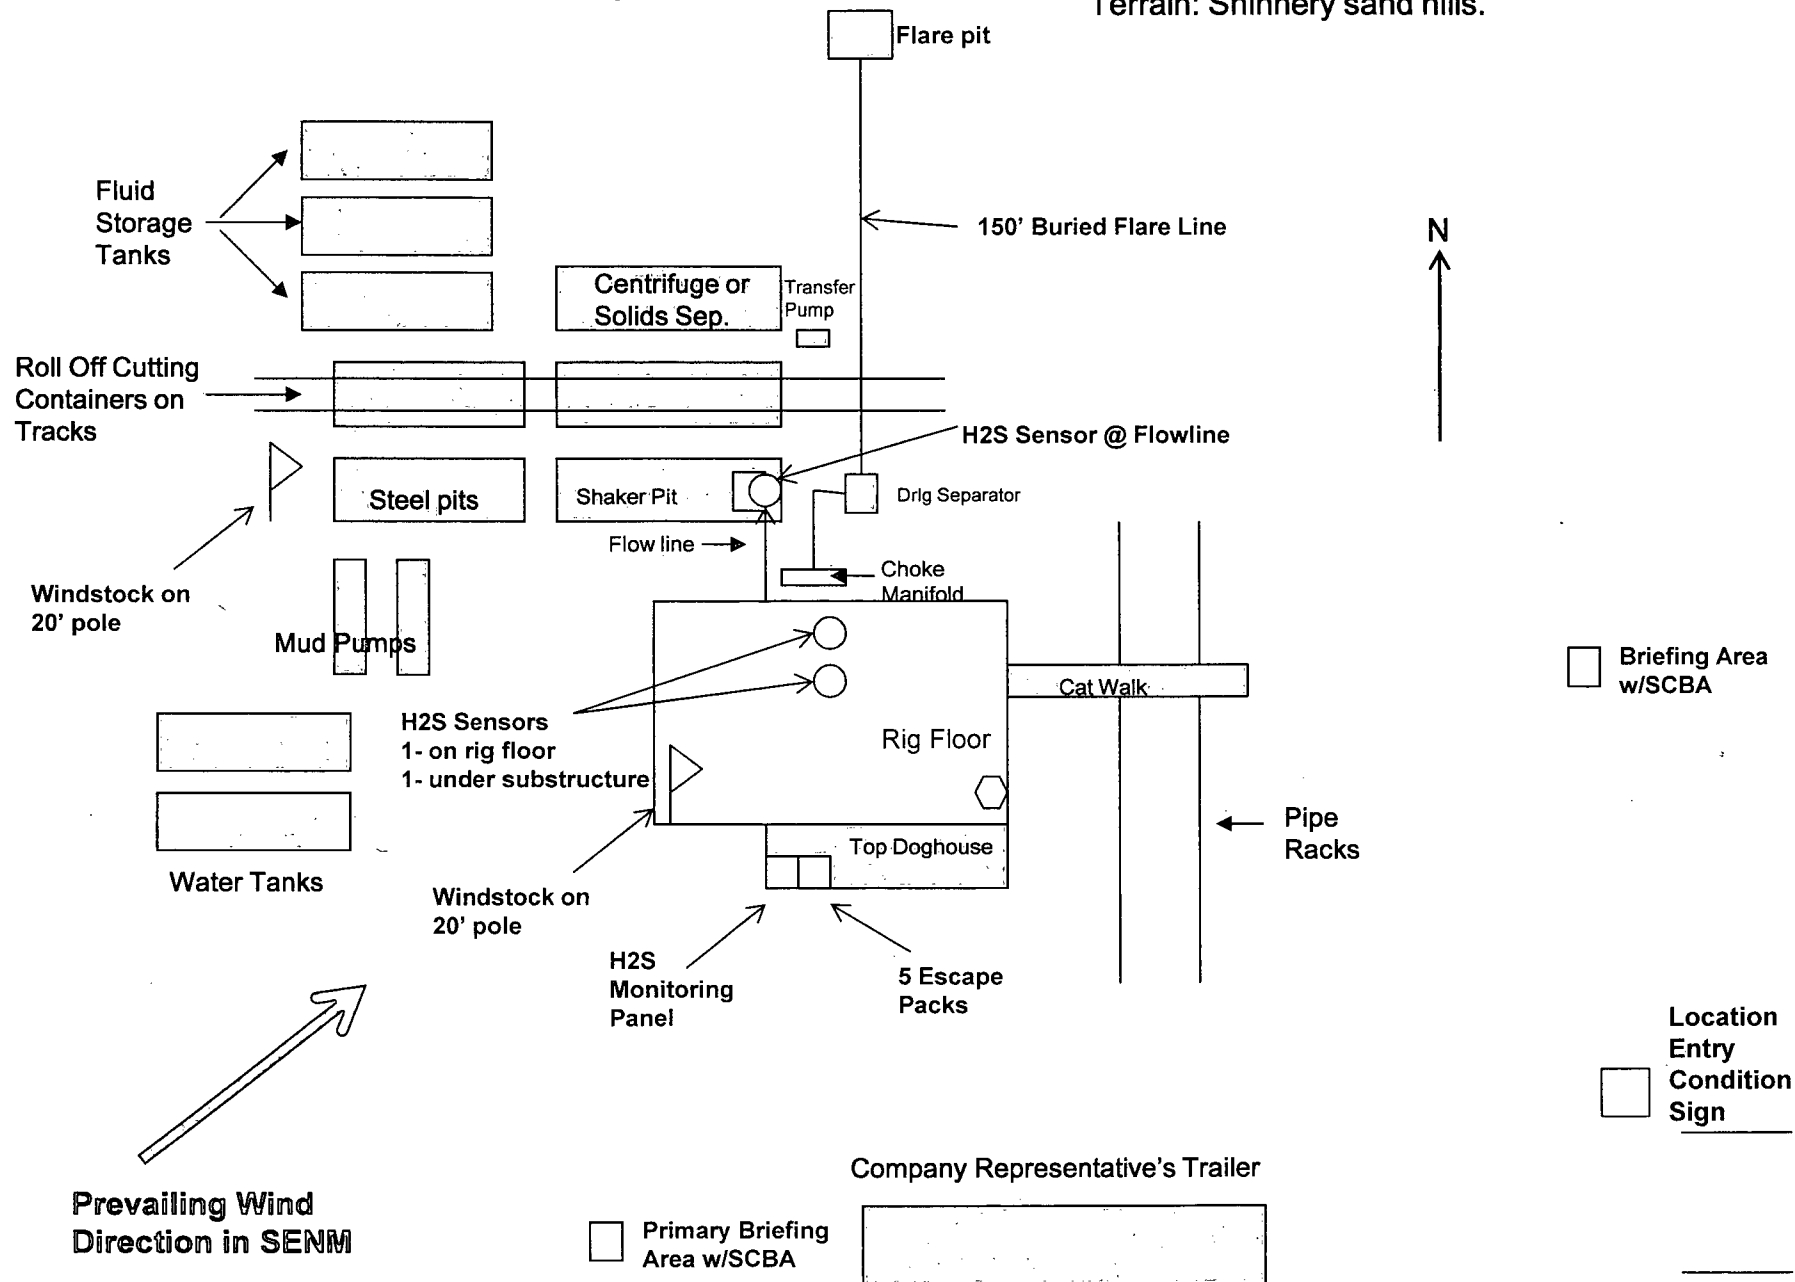 Terrain: Shinnery sand hills.
Flare pit
Fluid
Storage
Tanks
150' Buried Flare Line
N
Centrifuge or
Solids Sep.
Transfer
Pump
Roll Off Cutting
Containers on
Tracks
H2S Sensor @ Flowline
Steel pits
Shaker Pit
Drlg Separator
Flow line
Choke
Manifold
Windstock on
20' pole
Mud Pumps
Briefing Area
w/SCBA
Cat Walk
H2S Sensors
1- on rig floor
1- under substructure
Rig Floor
Pipe
Racks
Top Doghouse
Water Tanks
Windstock on
20' pole
H2S
Monitoring
Panel
5 Escape
Packs
Location
Entry
Condition
Sign
Company Representative's Trailer
Prevailing Wind
Direction in SENM
Primary Briefing
Area w/SCBA